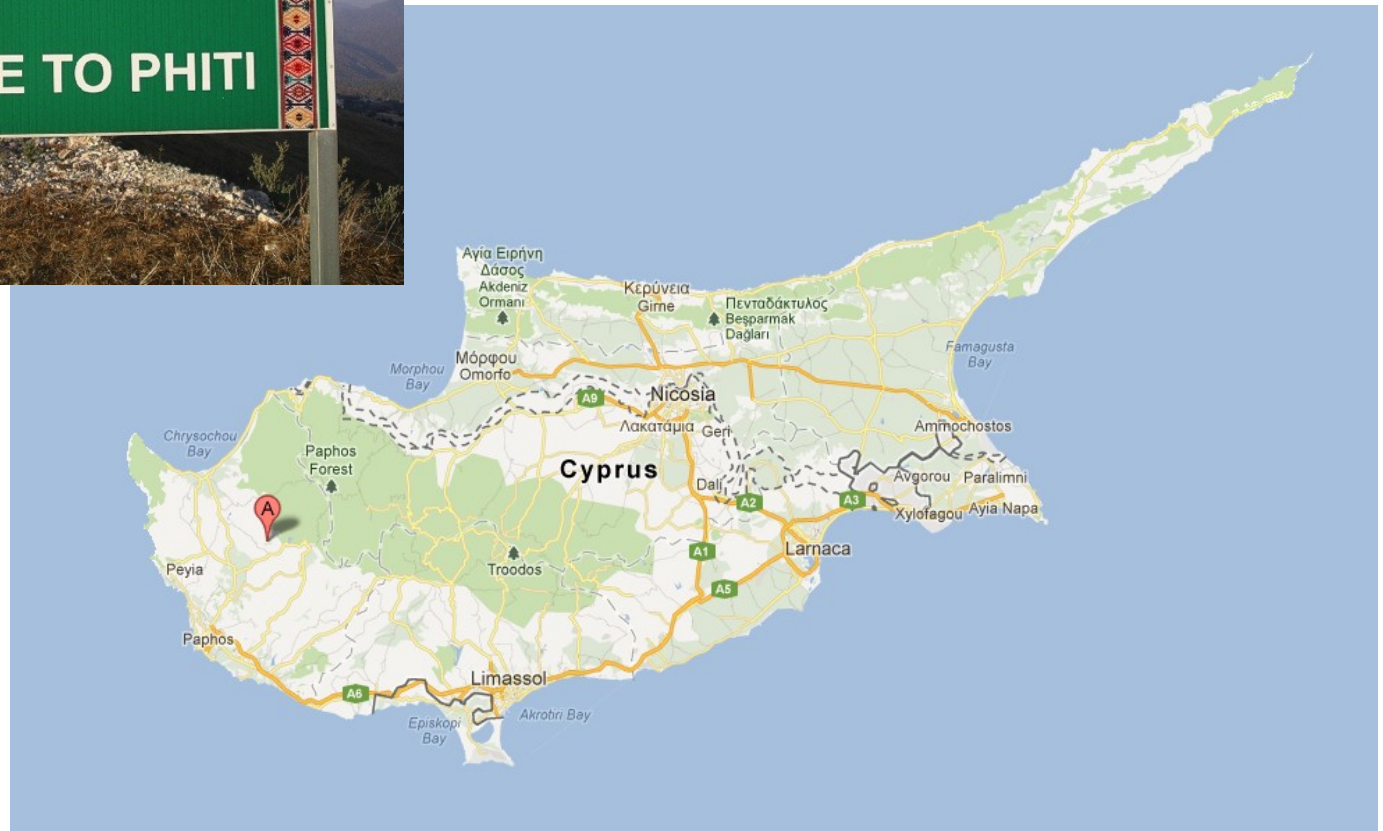 E TO PHITI
Αγία Ειρήνη
Δάσος
Akdeniz
Ormanı
Κερύνεια
Girne
Πενταδάκτυλος
Beşparmak
Dağları
Morphou
Bay
Μόρφου
Omorfo
Famagusta
Bay
A9
Nicosia
Λακατάμια
Geri
Ammochostos
Chrysochou
Bay
Paphos
Forest
Cyprus
Dali
A2
A3
Avgorou
Paralimni
Xylofagou
Ayia Napa
A
A1
Larnaca
Peyia
Troodos
A5
Paphos
A6
Limassol
Episkopi
Bay
Akrotiri Bay